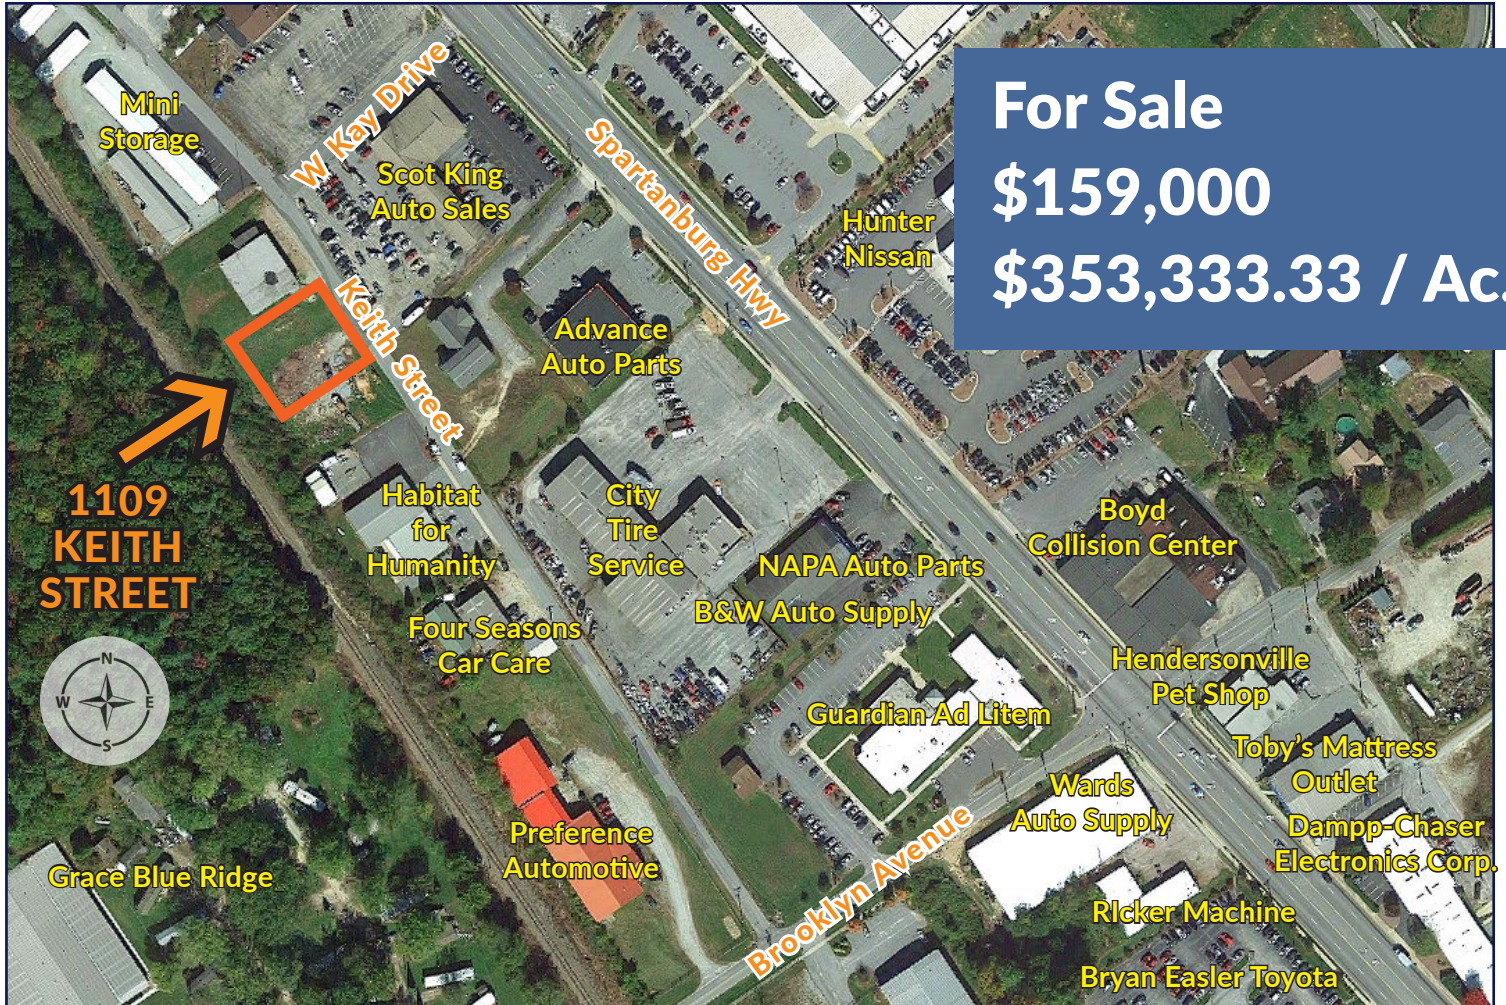 For Sale
$159,000
$353,333.33 / Ac.
Mini
Storage
W Kay Drive
Scot King
Auto Sales
Spartanburg Hwy
Hunter
Nissan
Keith Street
Advance
Auto Parts
1109
KEITH
STREET
Habitat
for
Humanity
City
Tire
Service
NAPA Auto Parts
B&W Auto Supply
Boyd
Collision Center
Four Seasons
Car Care
N
W
E
S
Hendersonville
Pet Shop
Guardian Ad Litem
Toby's Mattress
Outlet
Wards
Auto Supply
Dampp-Chaser
Electronics Corp.
Preference
Automotive
Brooklyn Avenue
Grace Blue Ridge
RIcker Machine
Bryan Easler Toyota